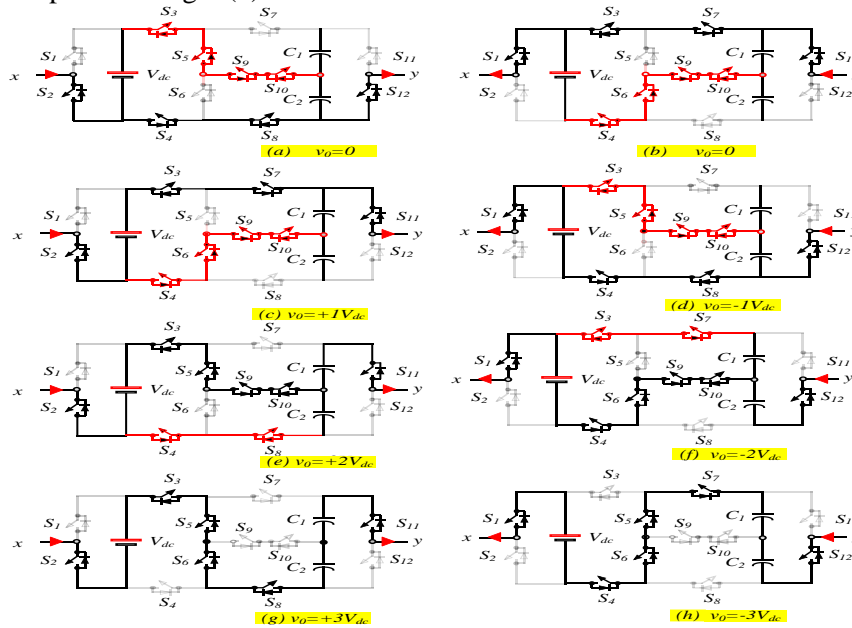 S3
S7
S1
S5
S9
C1
S11
x
Vdc
y
S2
S6
S10
C2
S12
S4
S8
(a) v0=0
S3
S7
S1
S5
S9
C1
x
Vdc
y
S2
S6
S10
C2
S12
S4
S8
(b) v0=0
S3
S7
S1
S5
S9
C1
S11
x
Vdc
y
S2
S6
S10
C2
S12
S4
S8
(c) v0=+1Vdc
S3
S7
S1
S5
S9
C1
x
Vdc
S2
S6
S10
C2
S12
S4
S8
(d) v0=-1Vdc
S3
S7
S1
S5
S9
C1
S11
x
Vdc
y
S2
S6
S10
C2
S12
S4
S8
(e) v0=+2Vdc
S3
S7
S1
S5
S9
C1
S11
x
Vdc
y
S2
S6
S10
C2
S12
S4
S8
(f) v0=-2Vdc
S3
S7
S1
S5
S9
C1
S11
x
Vdc
y
S2
S6
S10
C2
S12
S4
S8
(g) v0=+3Vdc
S3
S7
S1
S5
S9
C1
x
Vdc
y
S2
S6
S10
C2
S12
S4
S8
(h) v0=-3Vdc